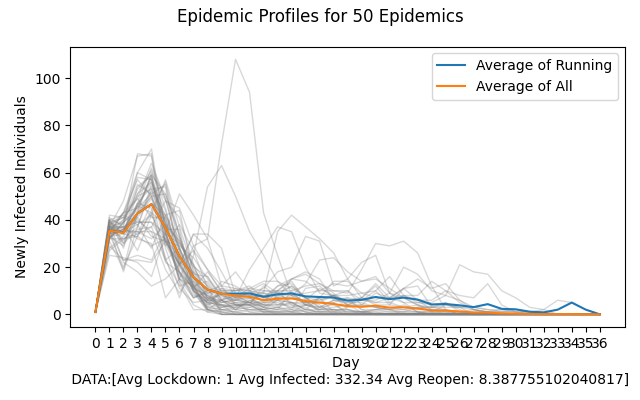 Epidemic Profiles for 50 Epidemics
Average of Running
Average of All
Newly Infected Individuals
100
80
60
40
20
0
0 1 2 3 4 5 6 7 8 9 10 11 12 13 14 15 16 17 18 19 20 21 22 23 24 25 26 27 28 29 30 31 32 33 34 35 36
Day
DATA:[Avg Lockdown: 1 Avg Infected: 332.34 Avg Reopen: 8.387755102040817]